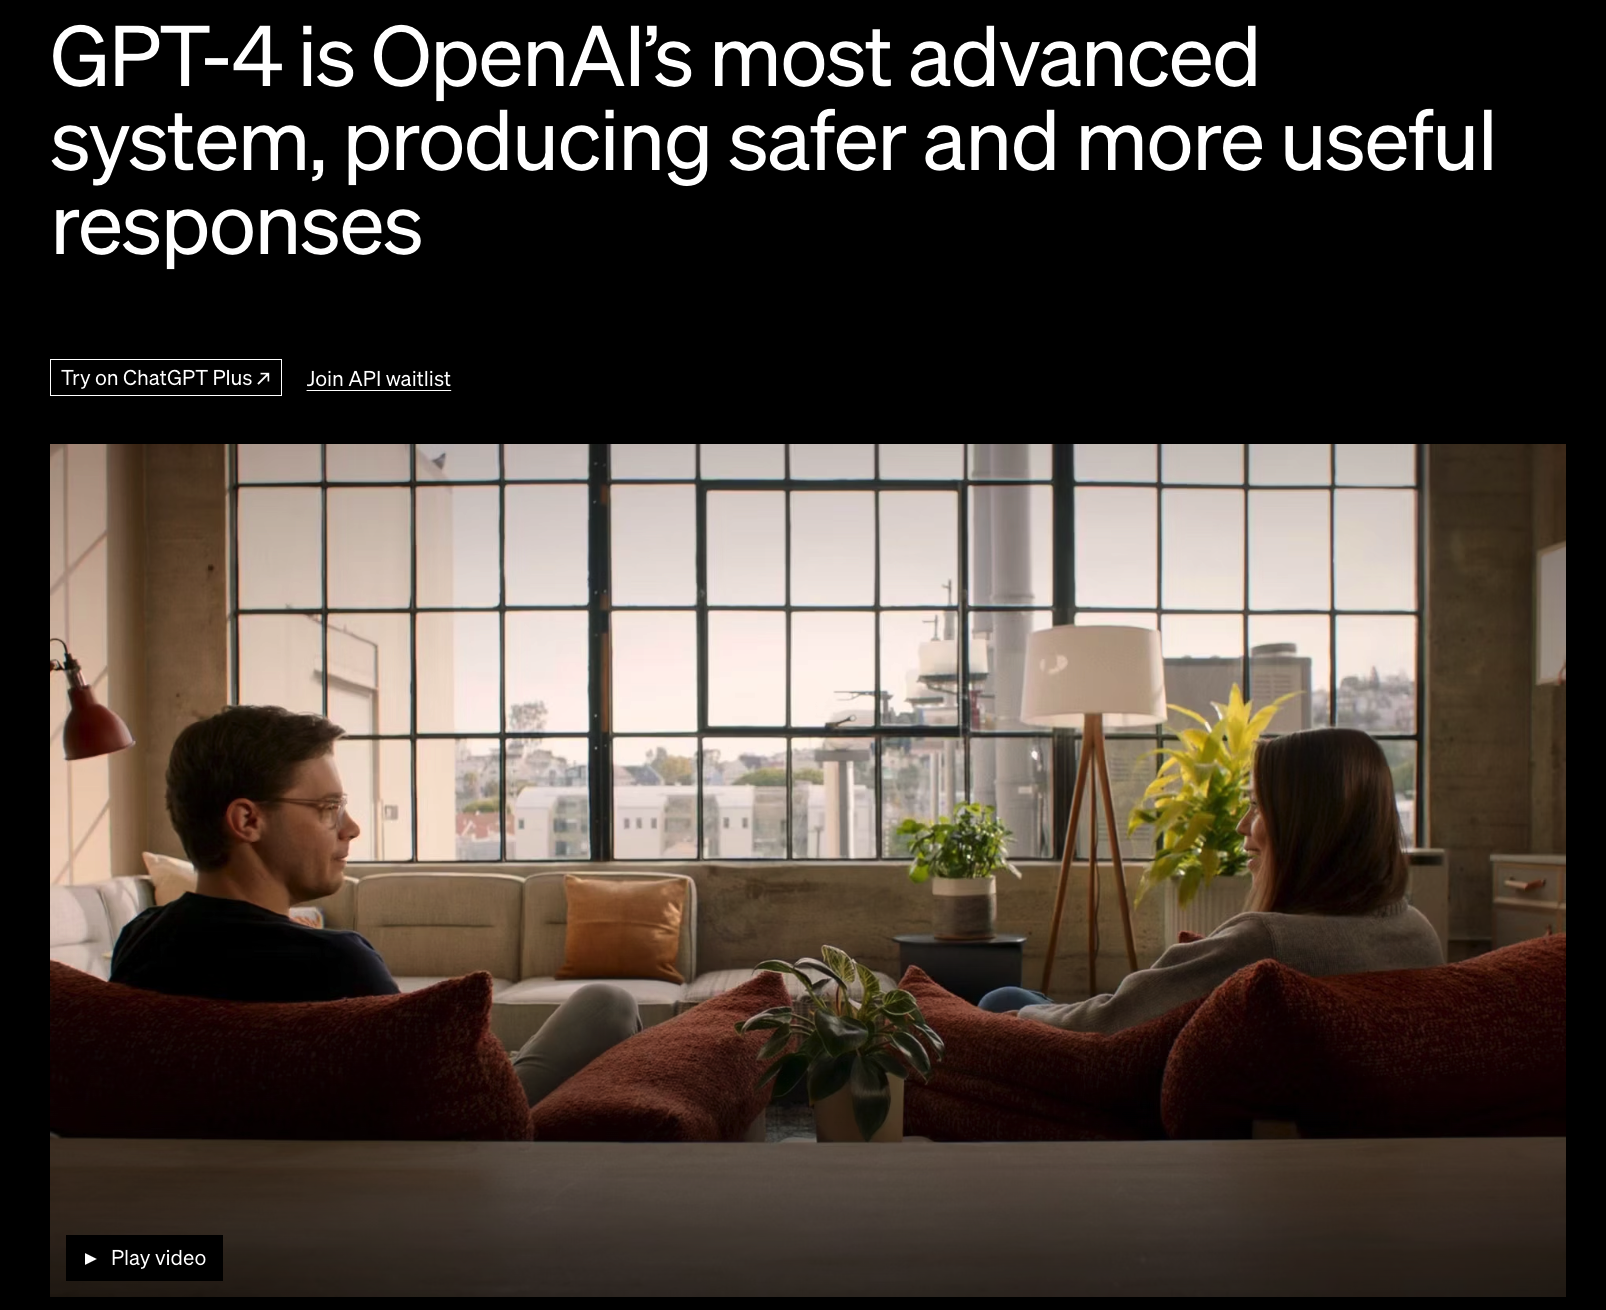 GPT-4 is OpenAI’s most advanced
system, producing safer and more useful
responses
Try on ChatGPT Plus ↗
Join API waitlist
Play video